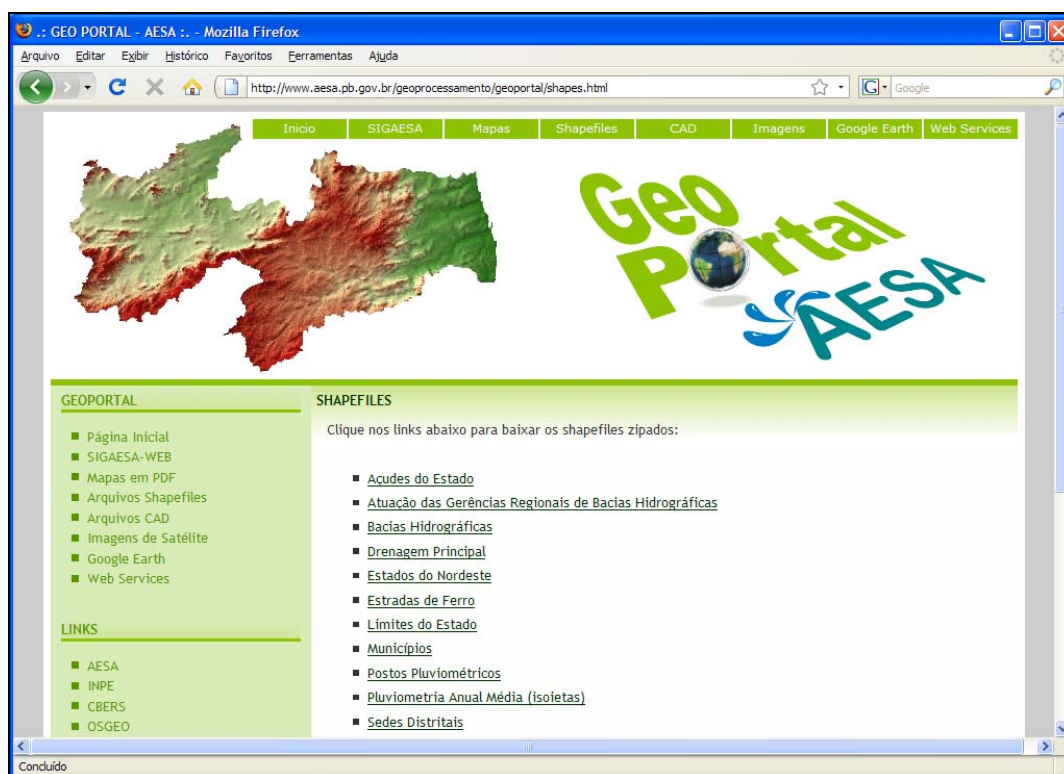 .: GEO PORTAL - AESA :. - Mozilla Firefox
Arquivo Editar Exibir Histórico Favoritos Ferramentas Ajuda
http://www.aesa.pb.gov.br/geoprocessamento/geoportal/shapes.html
G Google
Inicio SIGAESA Mapas Shapefiles CAD Imagens Google Earth Web Services
Geo
Portal
AESA
GEOPORTAL
Página Inicial
SIGAESA-WEB
Mapas em PDF
Arquivos Shapefiles
Arquivos CAD
Imagens de Satélite
Google Earth
Web Services
LINKS
AESA
INPE
CBERS
OSGEO
SHAPEFILES
Clique nos links abaixo para baixar os shapefiles zipados:
Açudes do Estado
Atuação das Gerências Regionais de Bacias Hidrográficas
Bacias Hidrográficas
Drenagem Principal
Estados do Nordeste
Estradas de Ferro
Limites do Estado
Municípios
Postos Pluviométricos
Pluviometria Anual Média (isoietas)
Sedes Distritais
Concluído